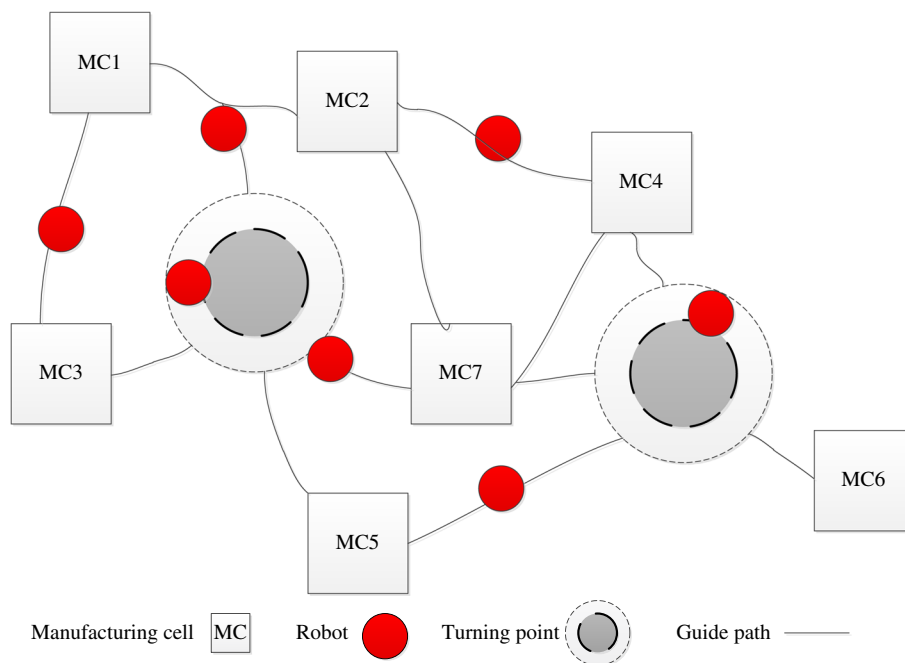 MC1
MC2
MC4
MC3
MC7
MC6
MC5
Manufacturing cell MC Robot Turning point Guide path